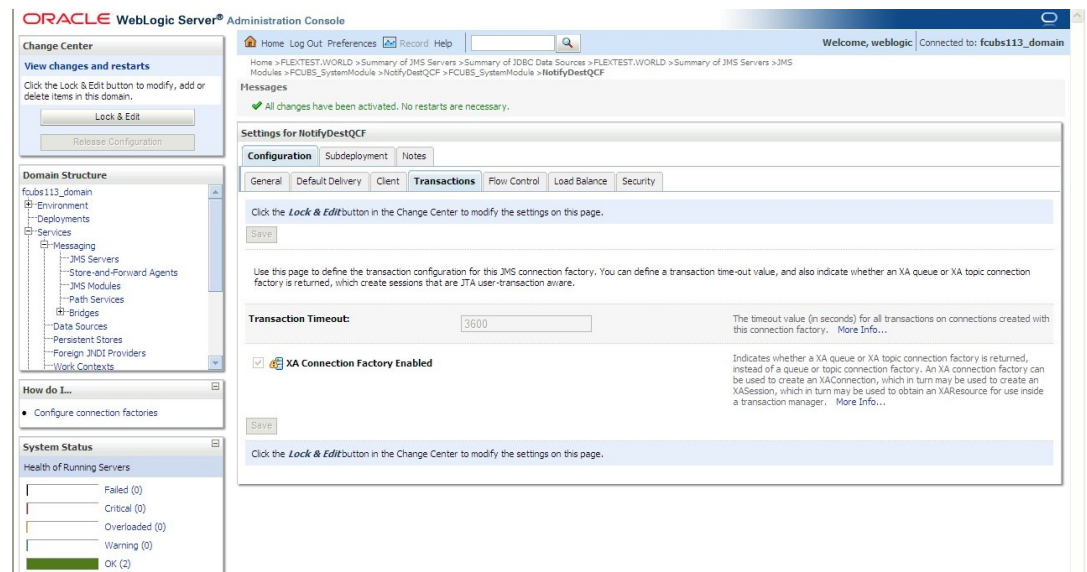 ORACLE WebLogic Server® Administration Console
Change Center
View changes and restarts
Click the Lock & Edit button to modify, add or
delete items in this domain.
Lock & Edit
Release Configuration
Domain Structure
fcubs113_domain
Environment
Deployments
Services
Messaging
JMS Servers
Store-and-Forward Agents
JMS Modules
Path Services
Bridges
Data Sources
Persistent Stores
Foreign JNDI Providers
Work Contexts
How do I...
Configure connection factories
System Status
Health of Running Servers
Failed (0)
Critical (0)
Overloaded (0)
Warning (0)
OK (2)
Home Log Out Preferences Record Help
Welcome, weblogic Connected to: fcubs113_domain
Home >FLEXTEST.WORLD >Summary of JMS Servers >Summary of JDBC Data Sources >FLEXTEST.WORLD >Summary of JMS Servers >JMS
Modules >FCUBS_SystemModule >NotifyDestQCF >FCUBS_SystemModule >NotifyDestQCF
Messages
All changes have been activated. No restarts are necessary.
Settings for NotifyDestQCF
Configuration Subdeployment Notes
General Default Delivery Client Transactions Flow Control Load Balance Security
Click the Lock & Edit button in the Change Center to modify the settings on this page.
Save
Use this page to define the transaction configuration for this JMS connection factory. You can define a transaction time-out value, and also indicate whether an XA queue or XA topic connection
factory is returned, which create sessions that are JTA user-transaction aware.
Transaction Timeout:
3600
The timeout value (in seconds) for all transactions on connections created with
this connection factory. More Info...
XA Connection Factory Enabled
Indicates whether a XA queue or XA topic connection factory is returned,
instead of a queue or topic connection factory. An XA connection factory can
be used to create an XAConnection, which in turn may be used to create an
XASession, which in turn may be used to obtain an XAResource for use inside
a transaction manager. More Info...
Save
Click the Lock & Edit button in the Change Center to modify the settings on this page.